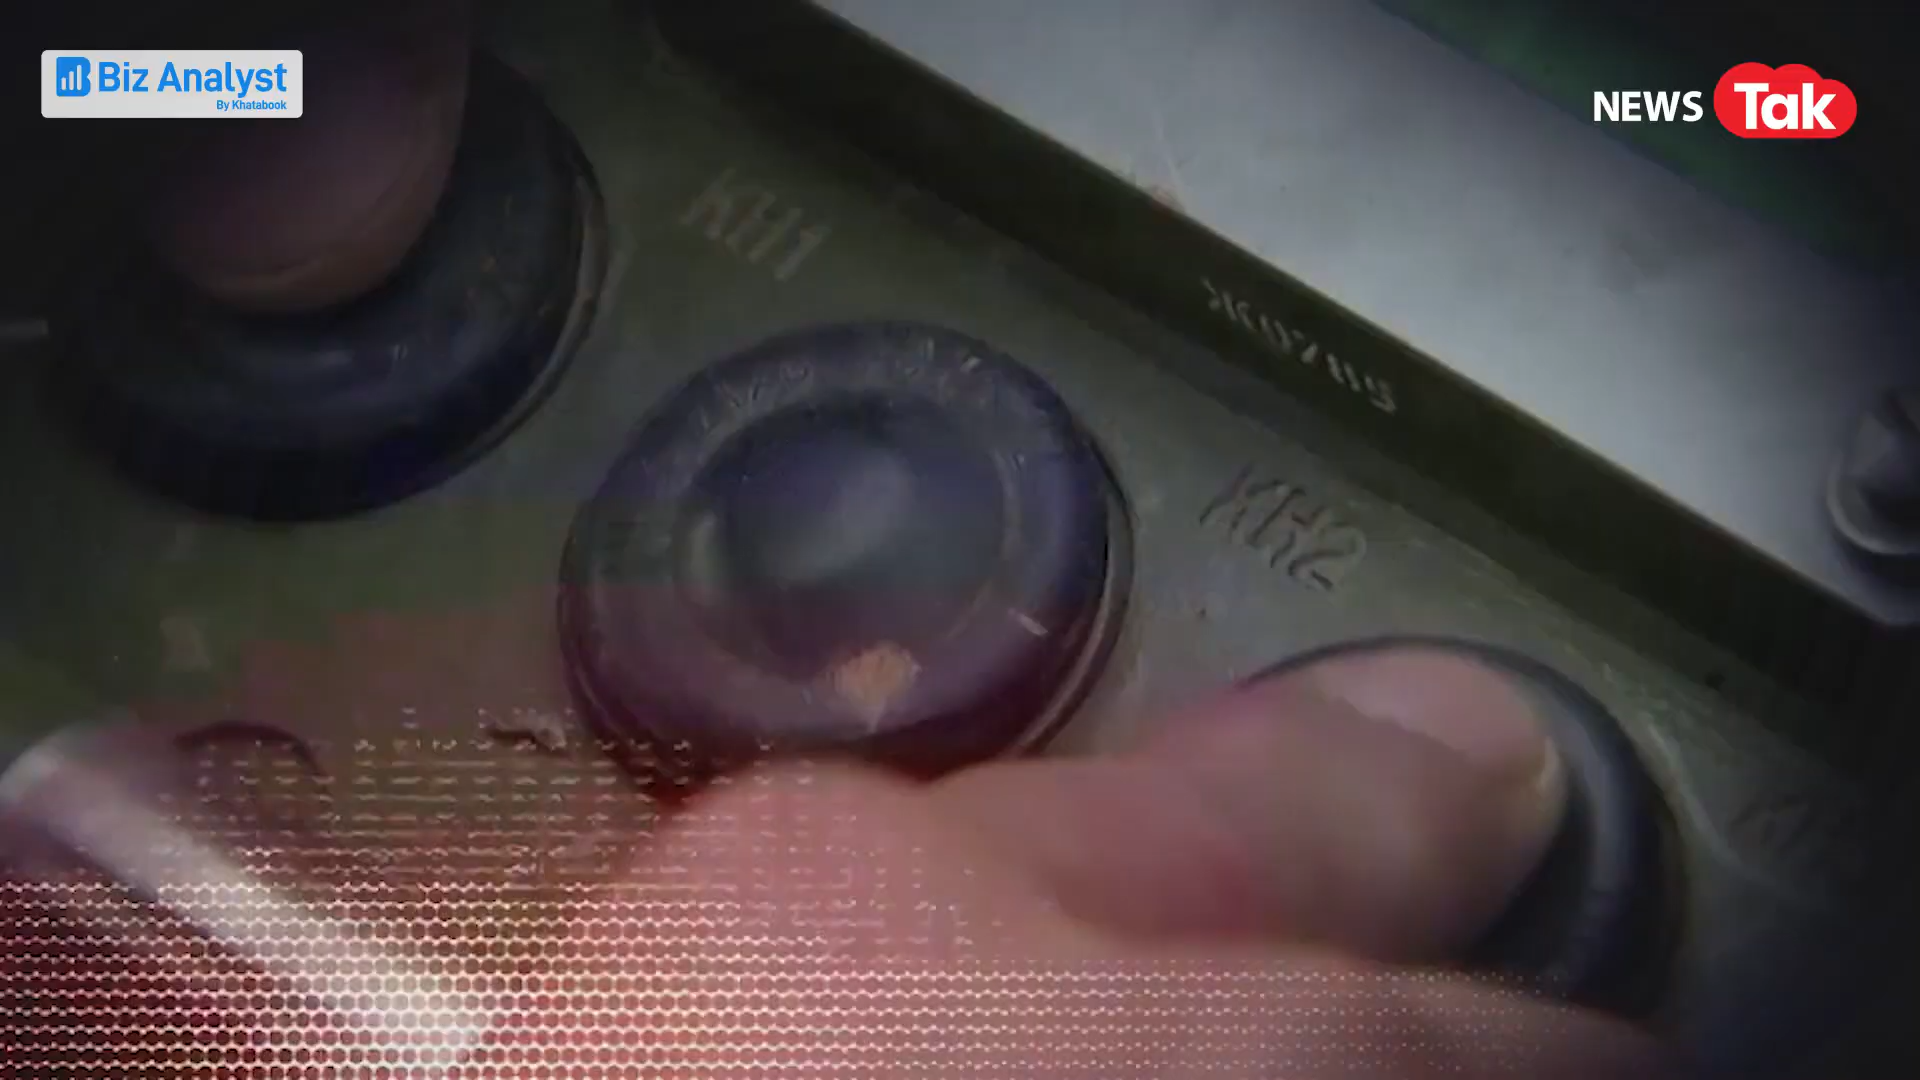 Biz Analyst
By Khatabook
NEWS Tak
КН1
КН2